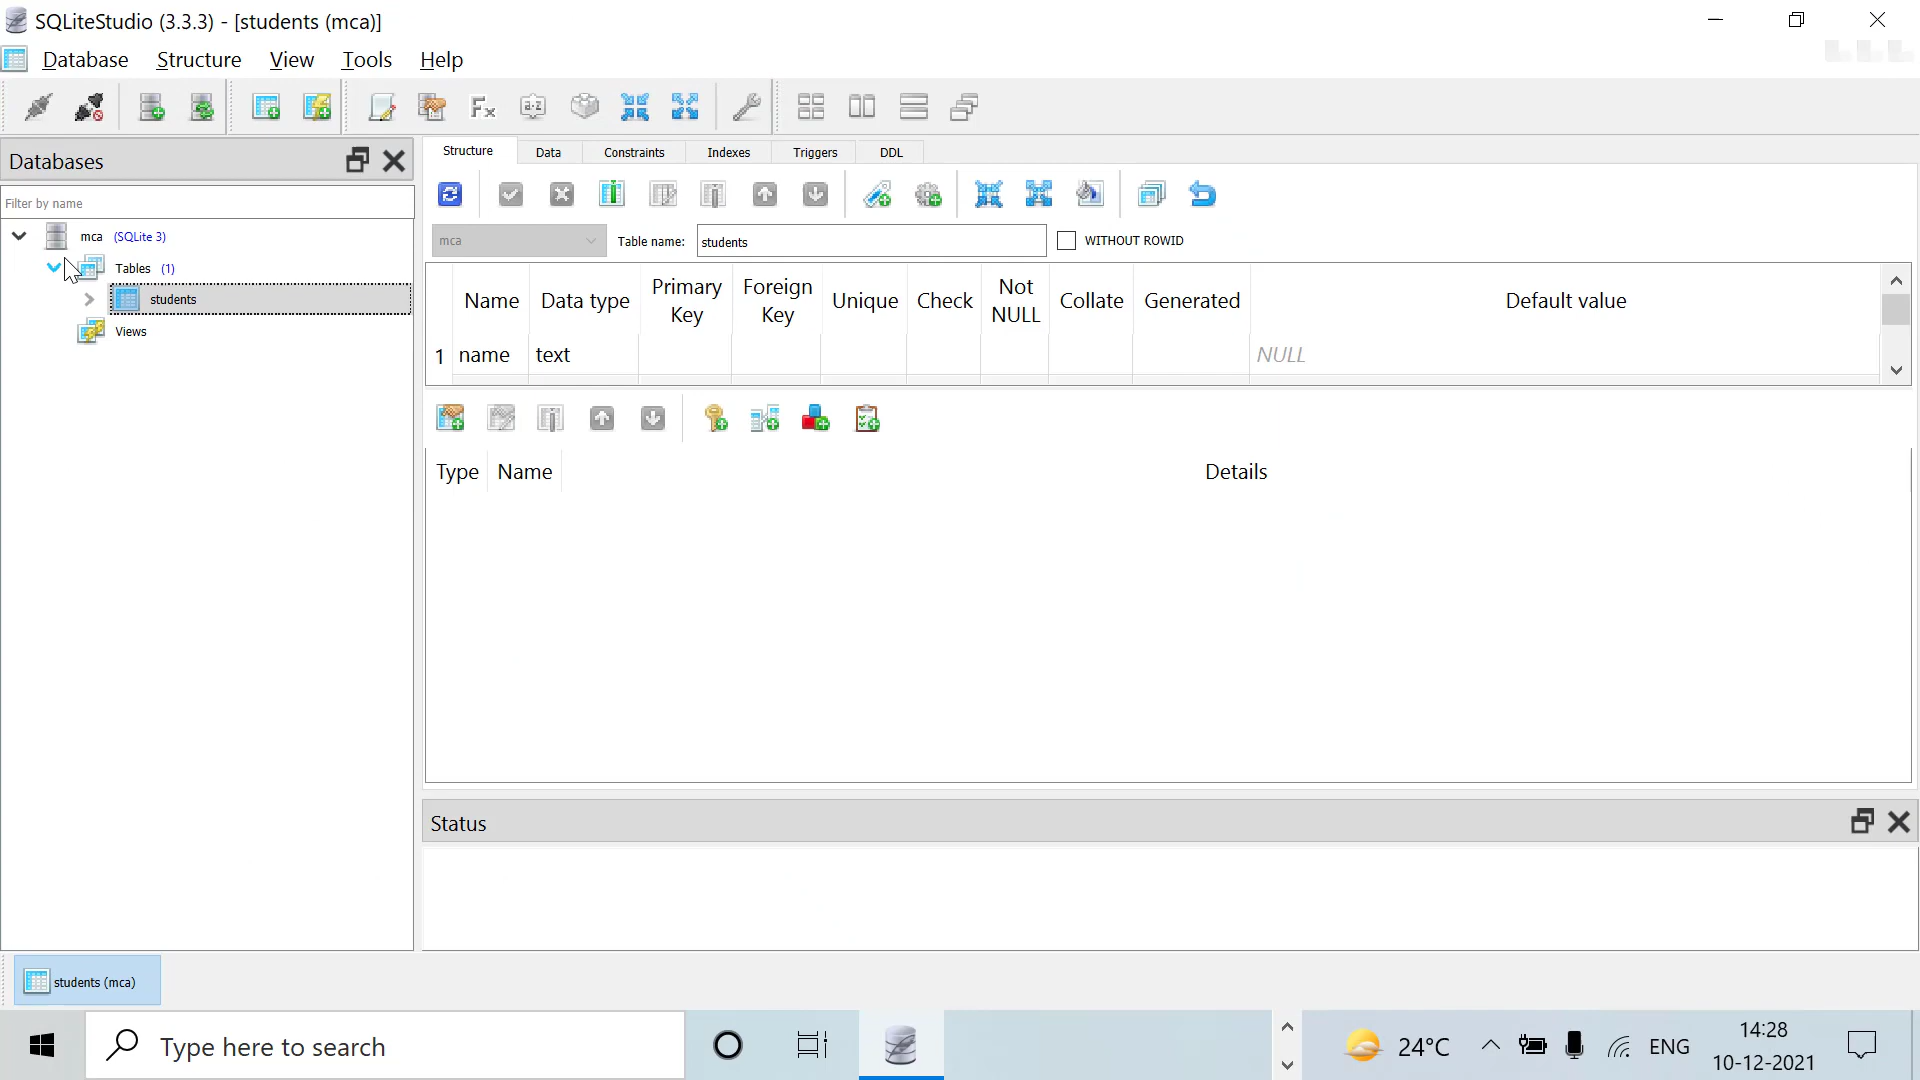 SQLiteStudio (3.3.3) - [students (mca)]
Database Structure View Tools Help
Databases
Filter by name
mca (SQLite 3)
Tables (1)
students
Views
Structure Data Constraints Indexes Triggers DDL
mca Table name: students WITHOUT ROWID
Name Data type Primary Key Foreign Key Unique Check Not NULL Collate Generated Default value
1 name text NULL
Type Name Details
Status
students (mca)
Type here to search
24°C ENG 14:28
10-12-2021